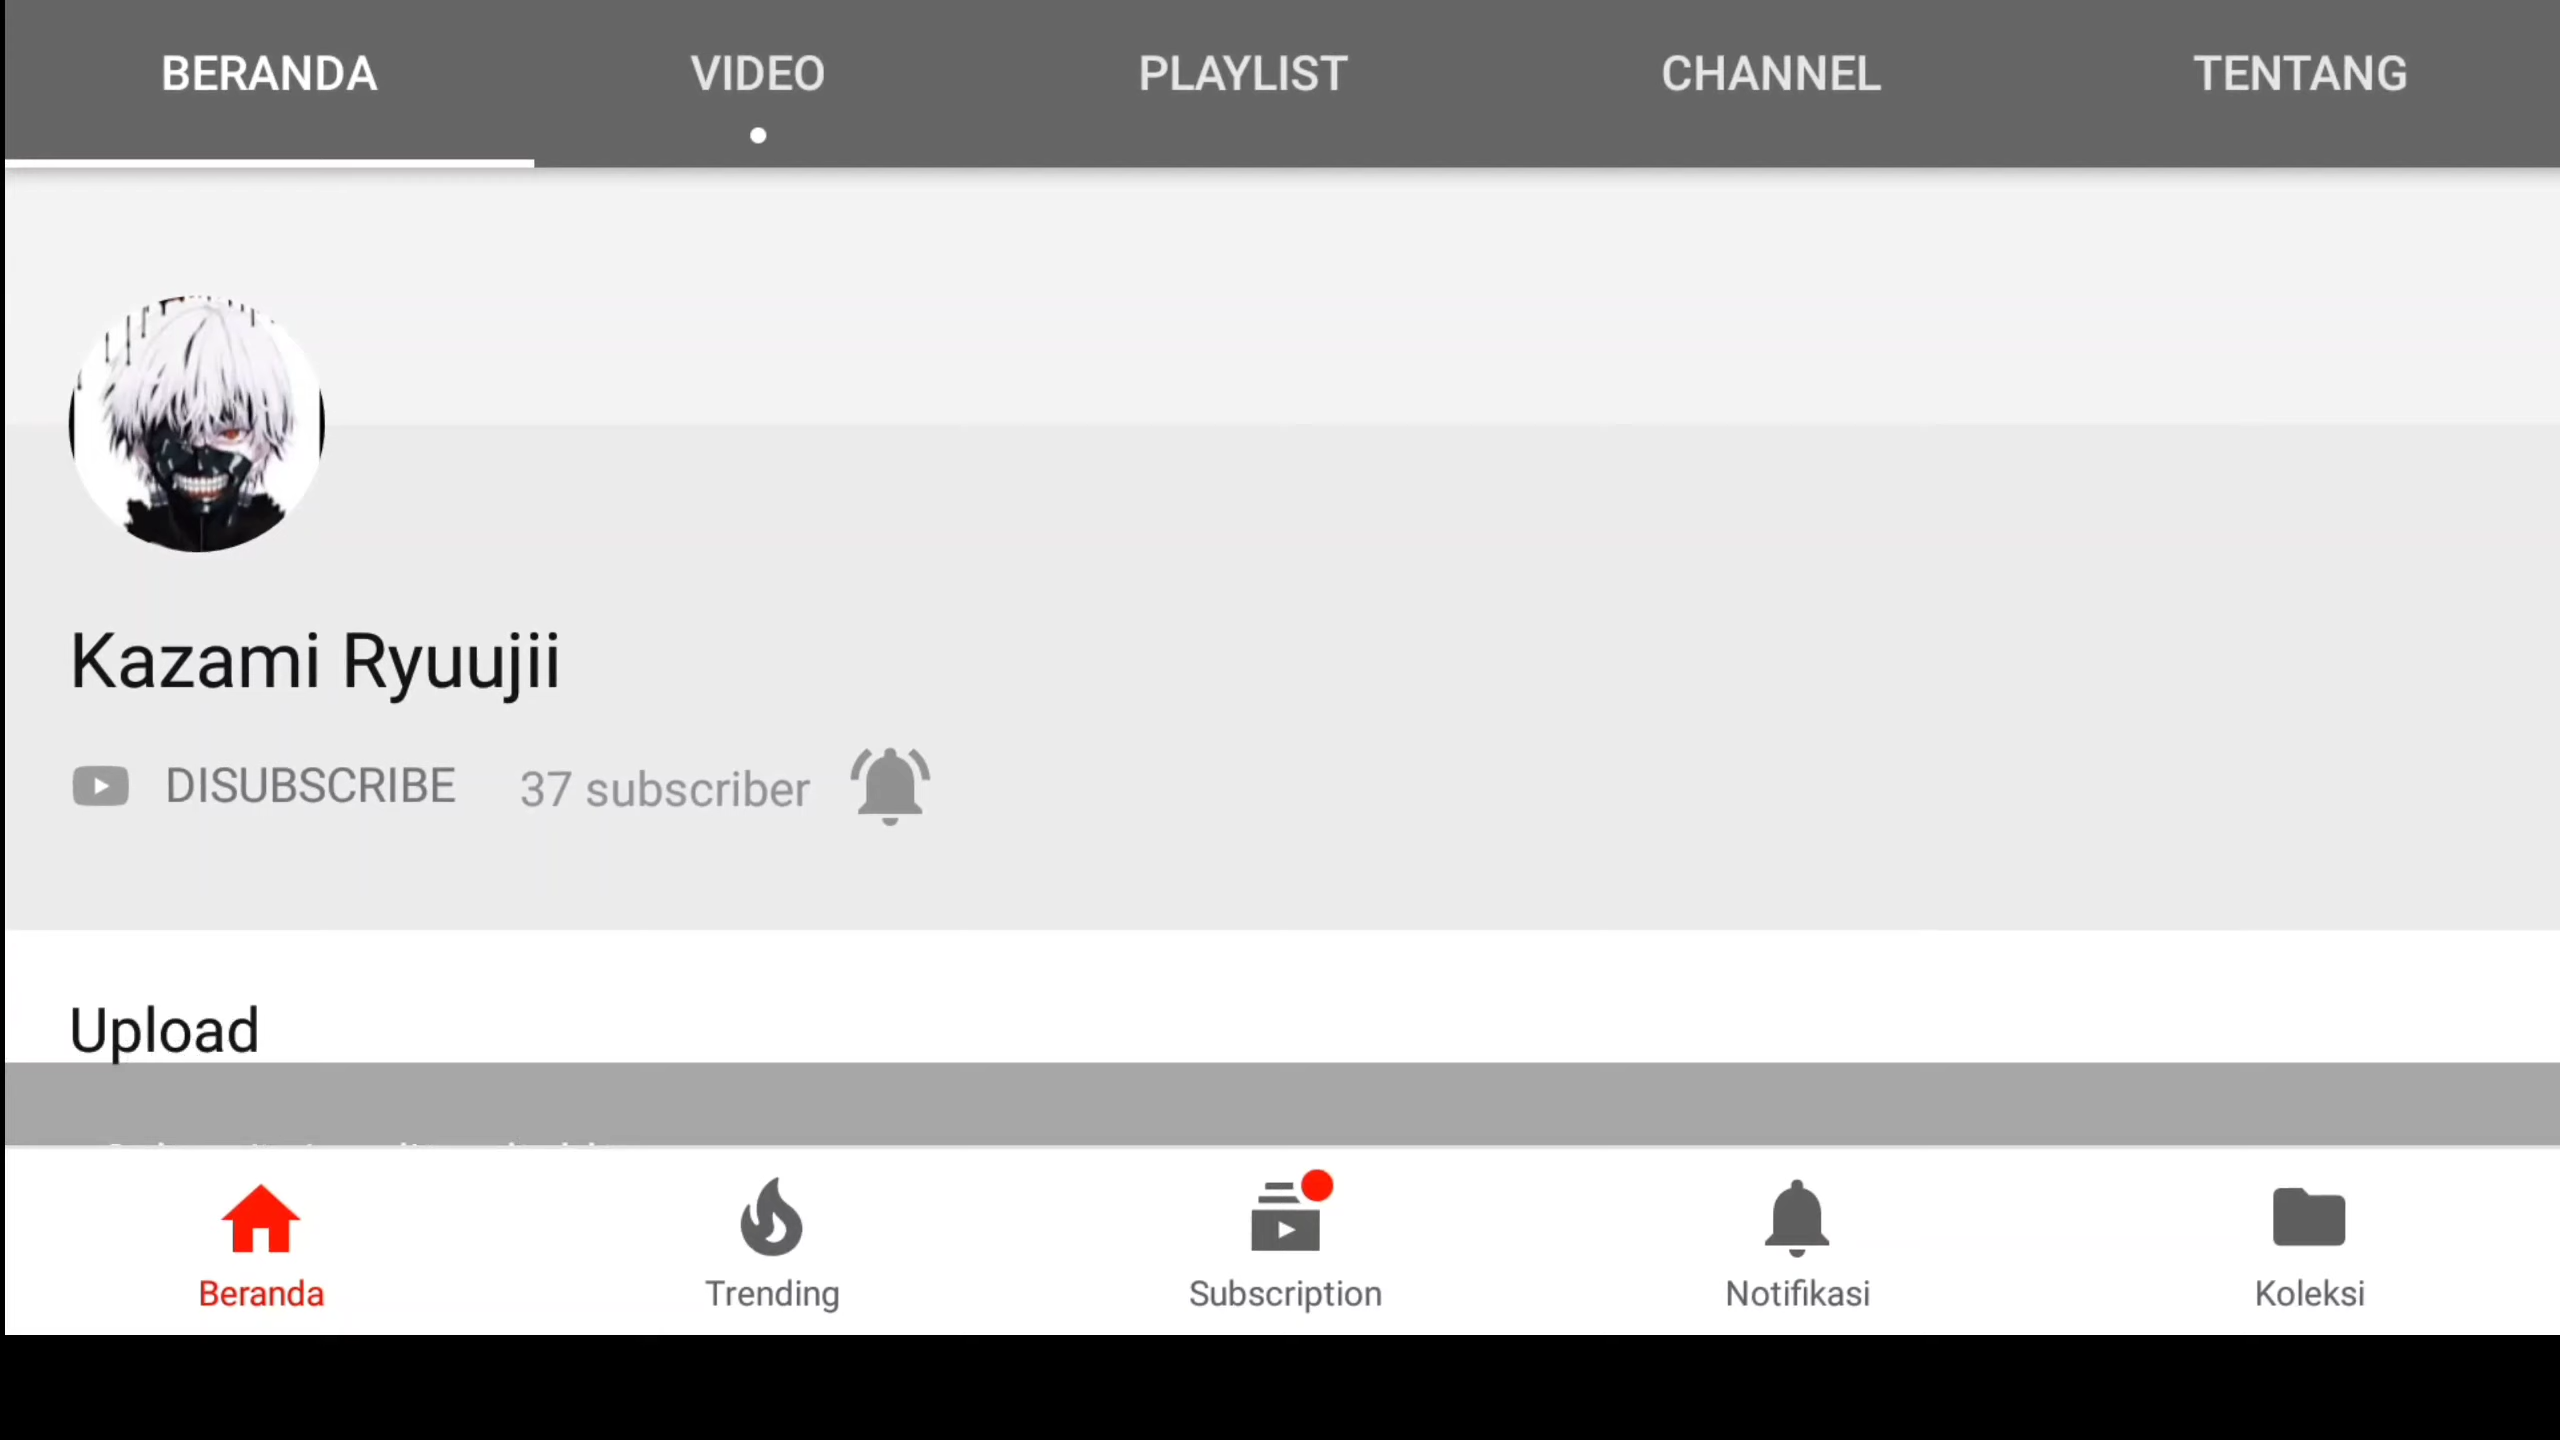 BERANDA VIDEO PLAYLIST CHANNEL TENTANG
Kazami Ryuujii
DISUBSCRIBE 37 subscriber
Upload
Beranda Trending Subscription Notifikasi Koleksi